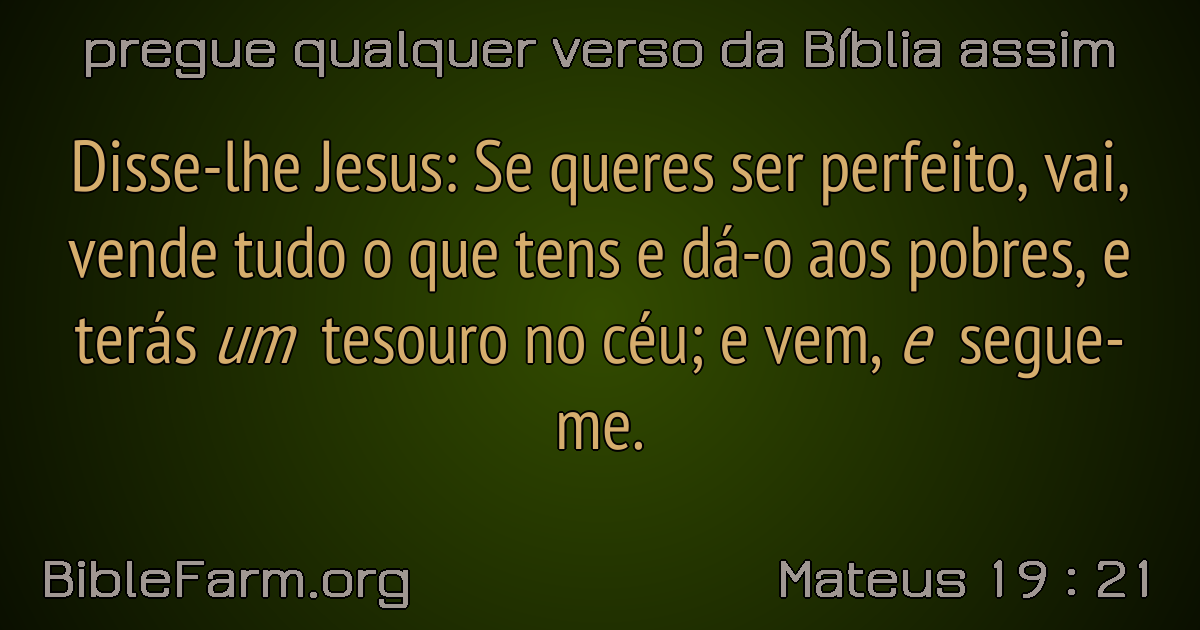 pregue qualquer verso da Bíblia assim
Disse-lhe Jesus: Se queres ser perfeito, vai,
vende tudo o que tens e dá-o aos pobres, e
terás um tesouro no céu; e vem, e segue-
me.
BibleFarm.org
Mateus 19 : 21